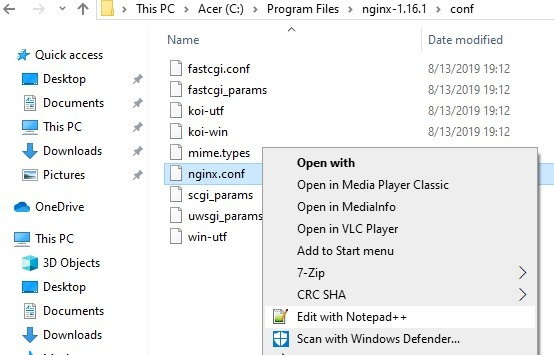 This PC > Acer (C:) > Program Files > nginx-1.16.1 > conf
Name Date modified
Quick access
Desktop
Documents
This PC
Downloads
Pictures
OneDrive
This PC
3D Objects
Desktop
Documents
Downloads
fastcgi.conf 8/13/2019 19:12
fastcgi_params 8/13/2019 19:12
koi-utf 8/13/2019 19:12
koi-win 8/13/2019 19:12
mime.types
nginx.conf
scgi_params
uwsgi_params
win-utf
Open with
Open in Media Player Classic
Open in MediaInfo
Open in VLC Player
Add to Start menu
7-Zip >
CRC SHA >
Edit with Notepad++
Scan with Windows Defender...